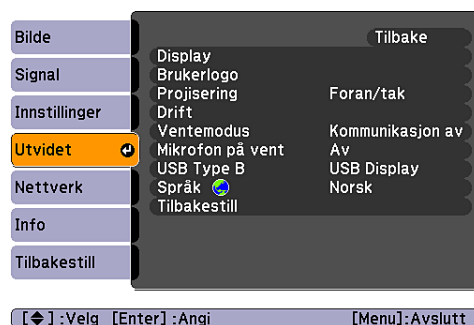 Bilde
Signal
Innstillinger
Utvidet
Nettverk
Info
Tilbakestill
Tilbake
Display
Brukerlogo
Projisering Foran/tak
Drift
Ventemodus Kommunikasjon av
Mikrofon på vent Av
USB Type B USB Display
Språk Norsk
Tilbakestill
[◆] :Velg [Enter] :Angi [Menu]:Avslutt